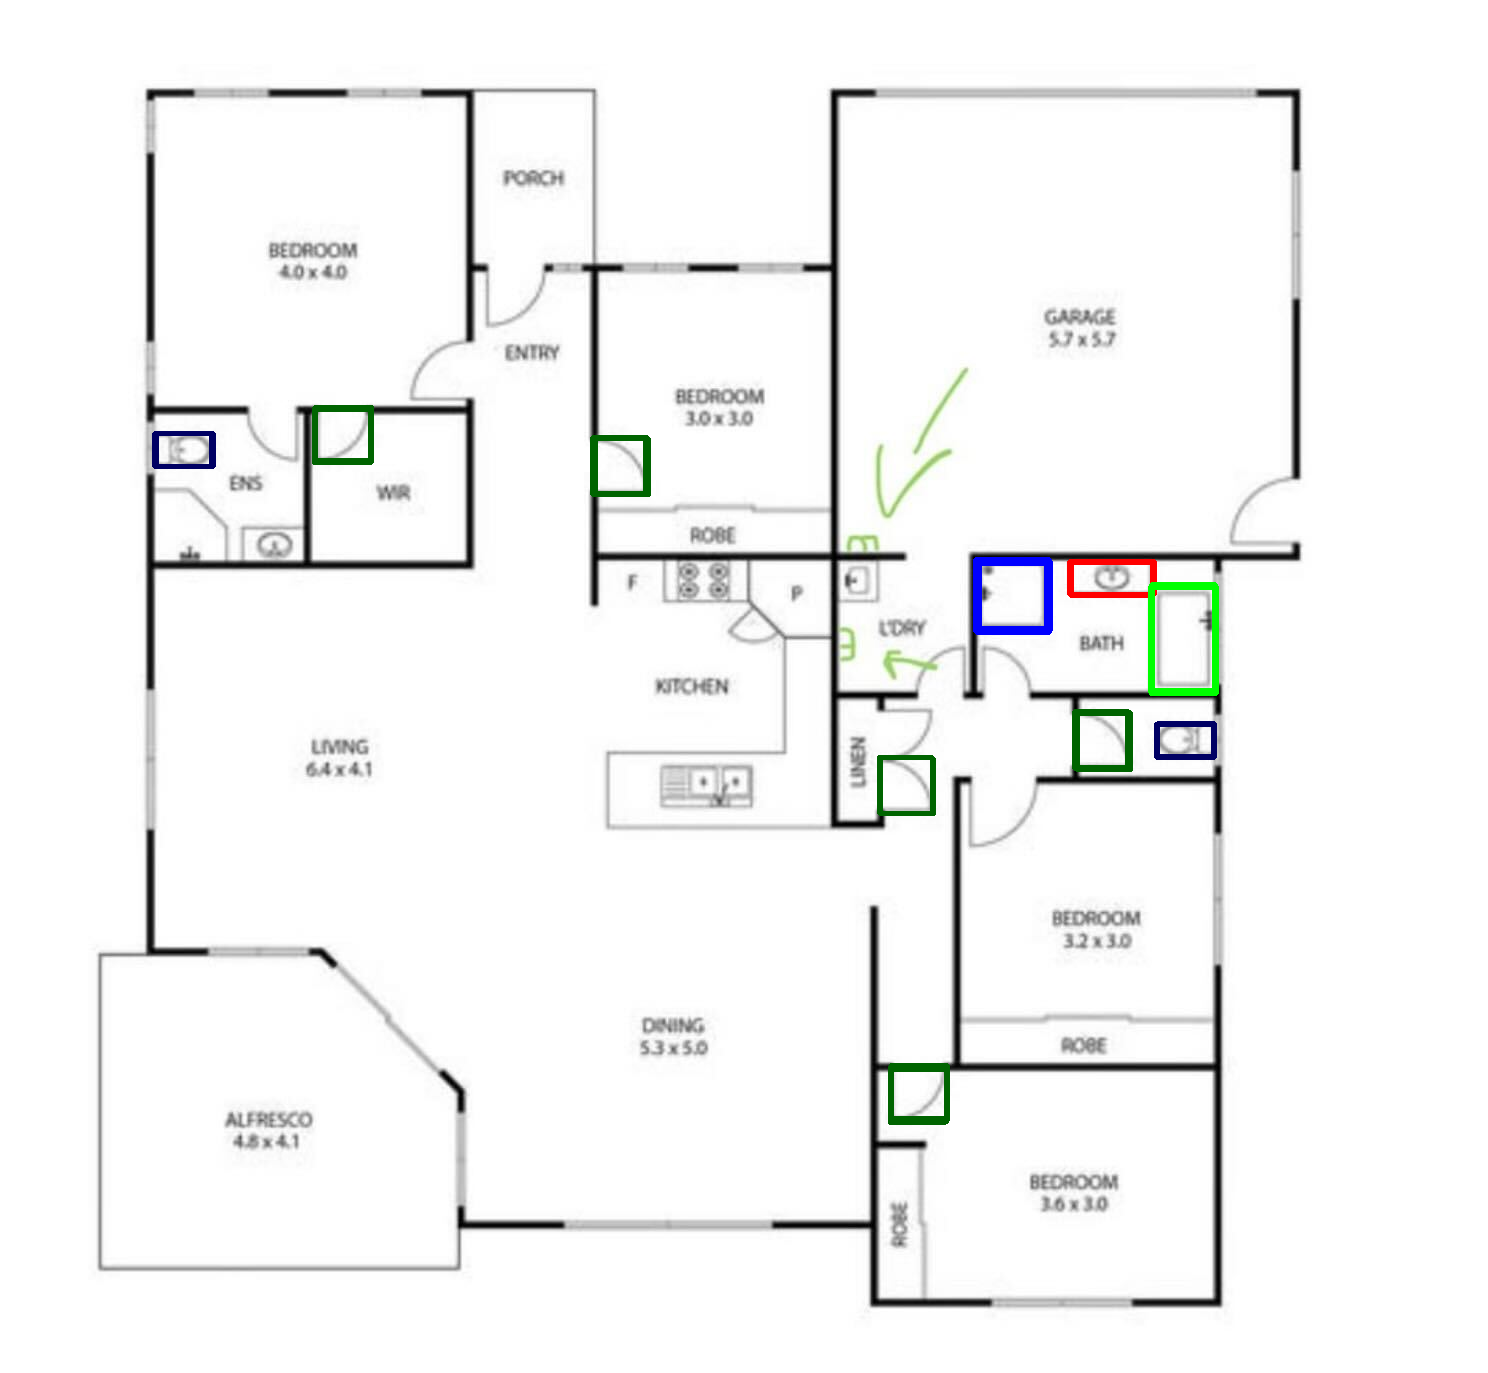 PORCH
BEDROOM
4.0 x 4.0
GARAGE
5.7 x 5.7
ENTRY
BEDROOM
3.0 x 3.0
ENS
WIR
ROBE
F
P
L'DRY
BATH
KITCHEN
LIVING
6.4 x 4.1
LINEN
BEDROOM
3.2 x 3.0
DINING
5.3 x 5.0
ROBE
ALFRESCO
4.8 x 4.1
BEDROOM
3.6 x 3.0
ROBE